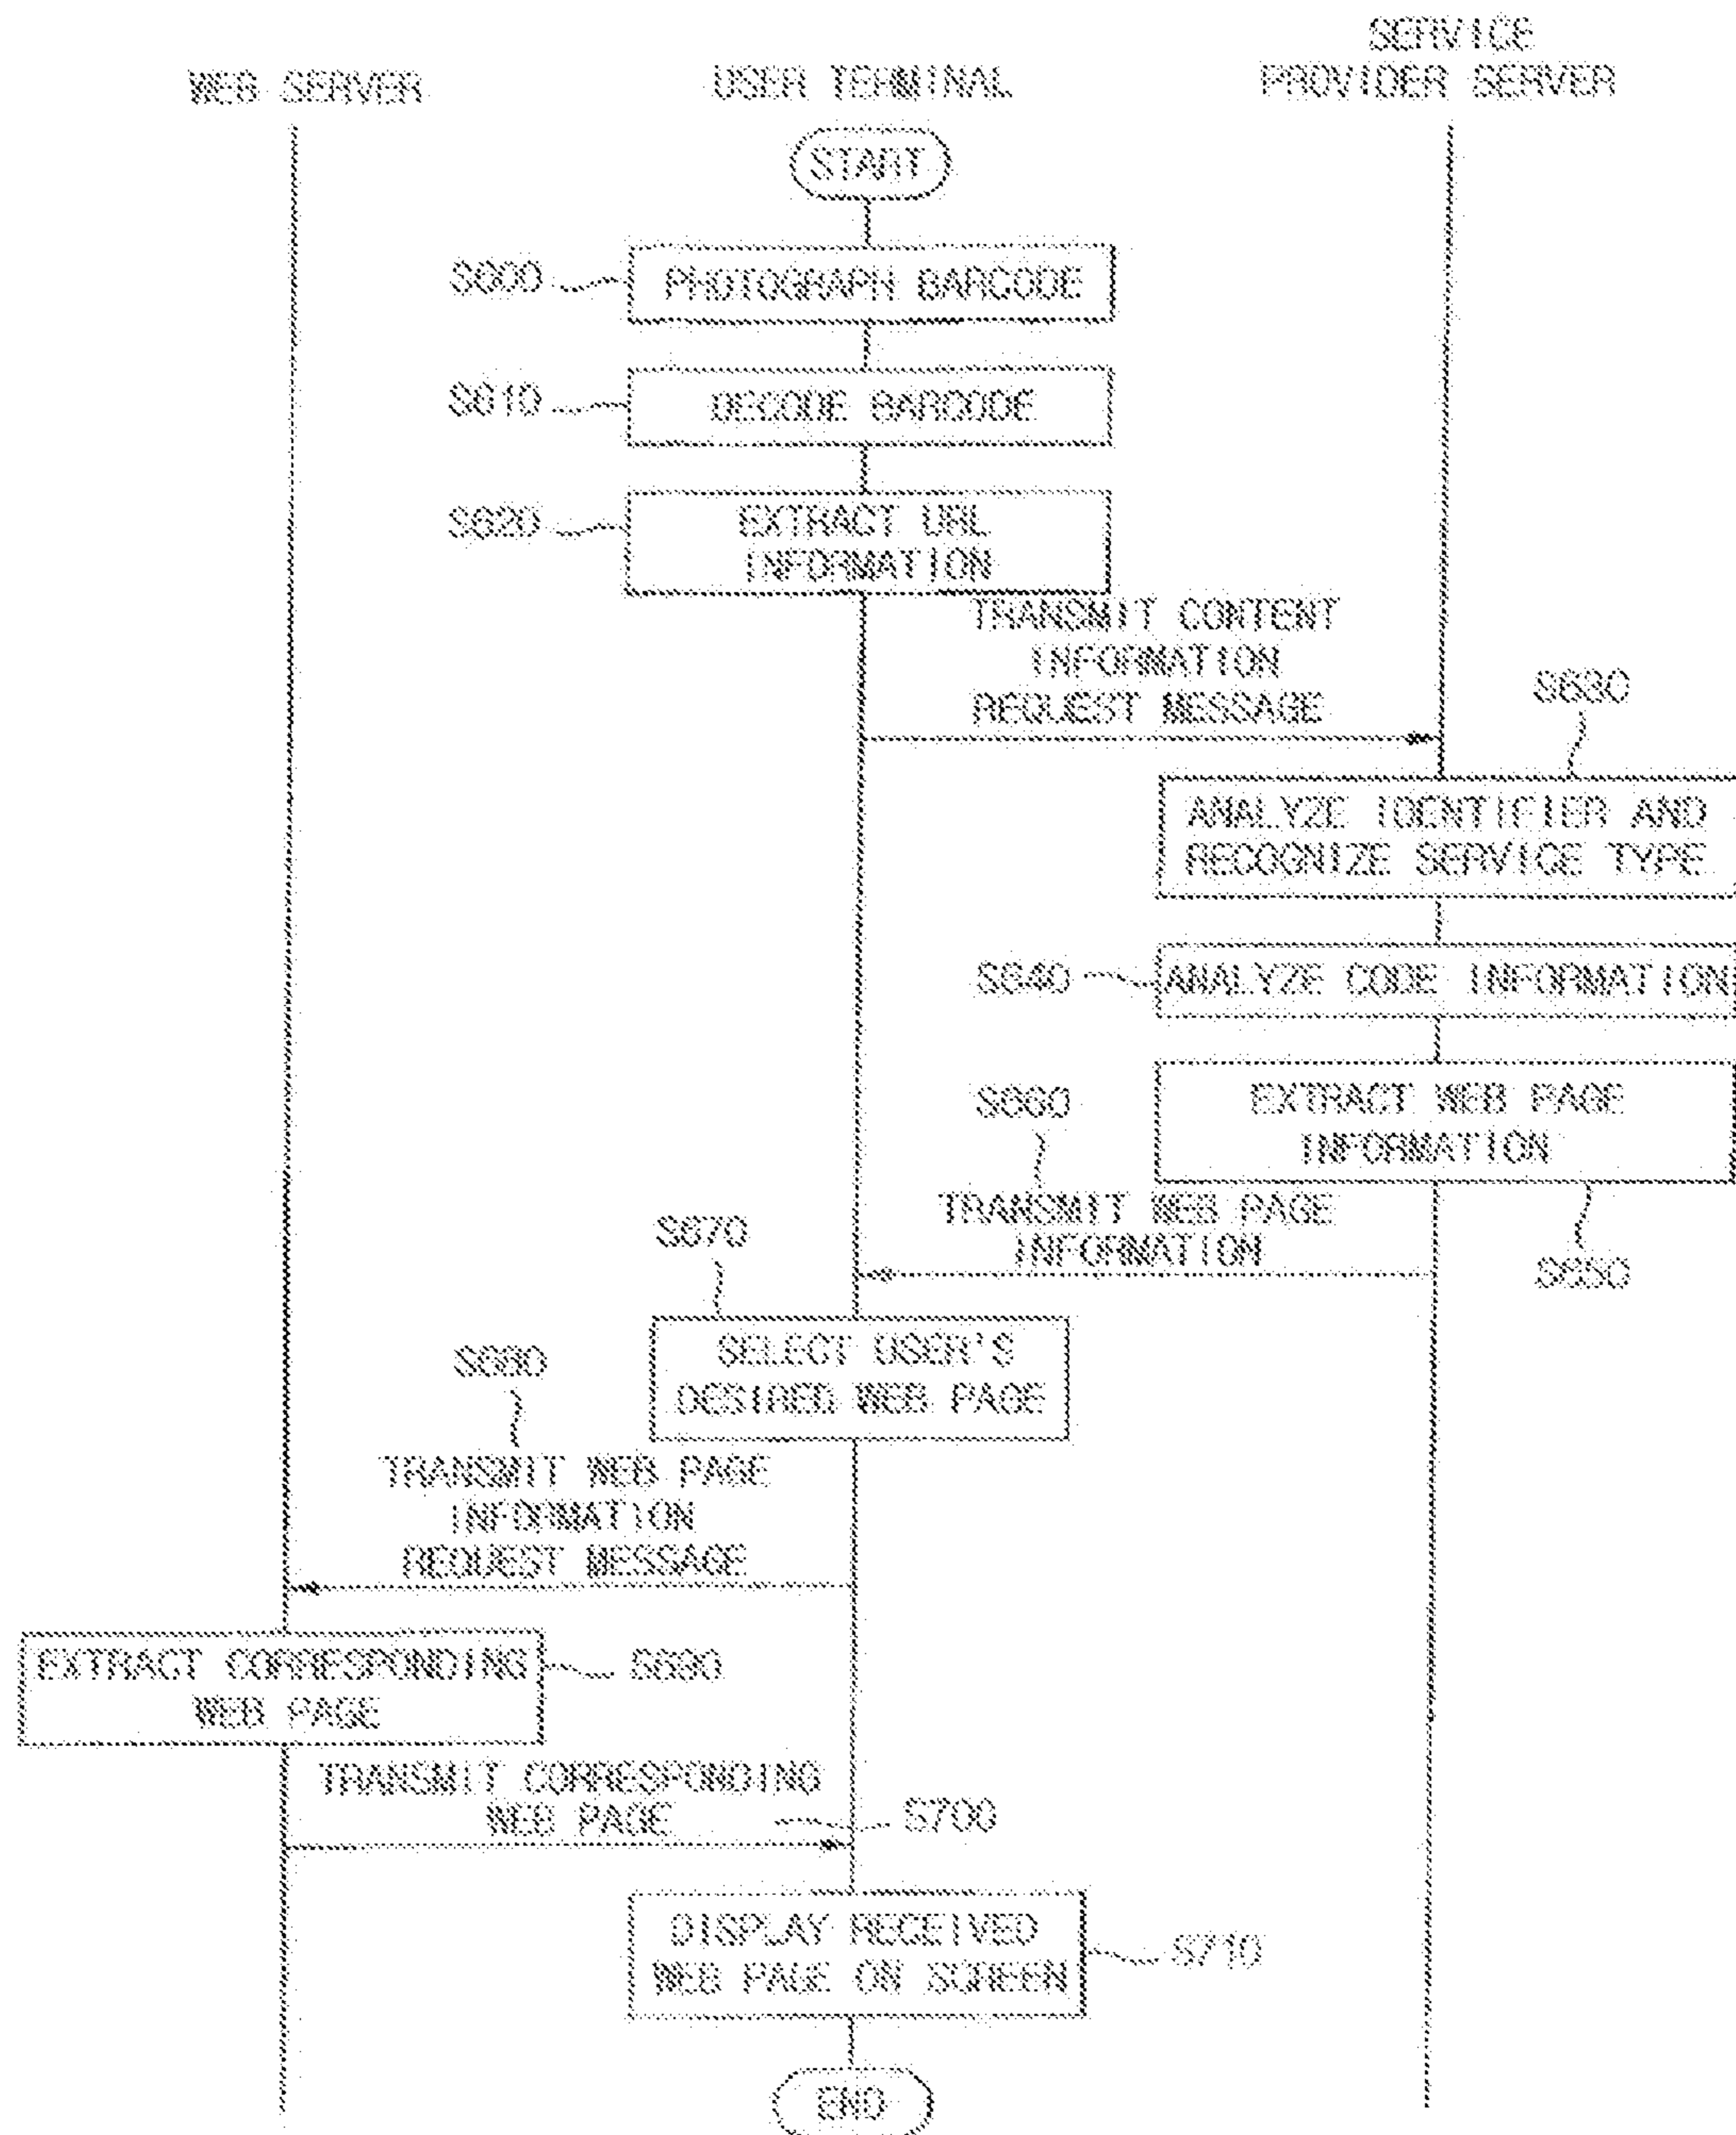 WEB SERVER
USER TERMINAL
SERVICE
PROVIDER SERVER
START
S600
PHOTOGRAPH BARCODE
S610
DECODE BARCODE
S620
EXTRACT URL
INFORMATION
TRANSMIT CONTENT
INFORMATION
REQUEST MESSAGE
S630
ANALYZE IDENTIFIER AND
RECOGNIZE SERVICE TYPE
S640
ANALYZE CODE INFORMATION
EXTRACT WEB PAGE
INFORMATION
S650
S660
TRANSMIT WEB PAGE
INFORMATION
S670
SELECT USER'S
DESIRED WEB PAGE
S680
TRANSMIT WEB PAGE
INFORMATION
REQUEST MESSAGE
EXTRACT CORRESPONDING
WEB PAGE
S690
TRANSMIT CORRESPONDING
WEB PAGE
S700
DISPLAY RECEIVED
WEB PAGE ON SCREEN
S710
END